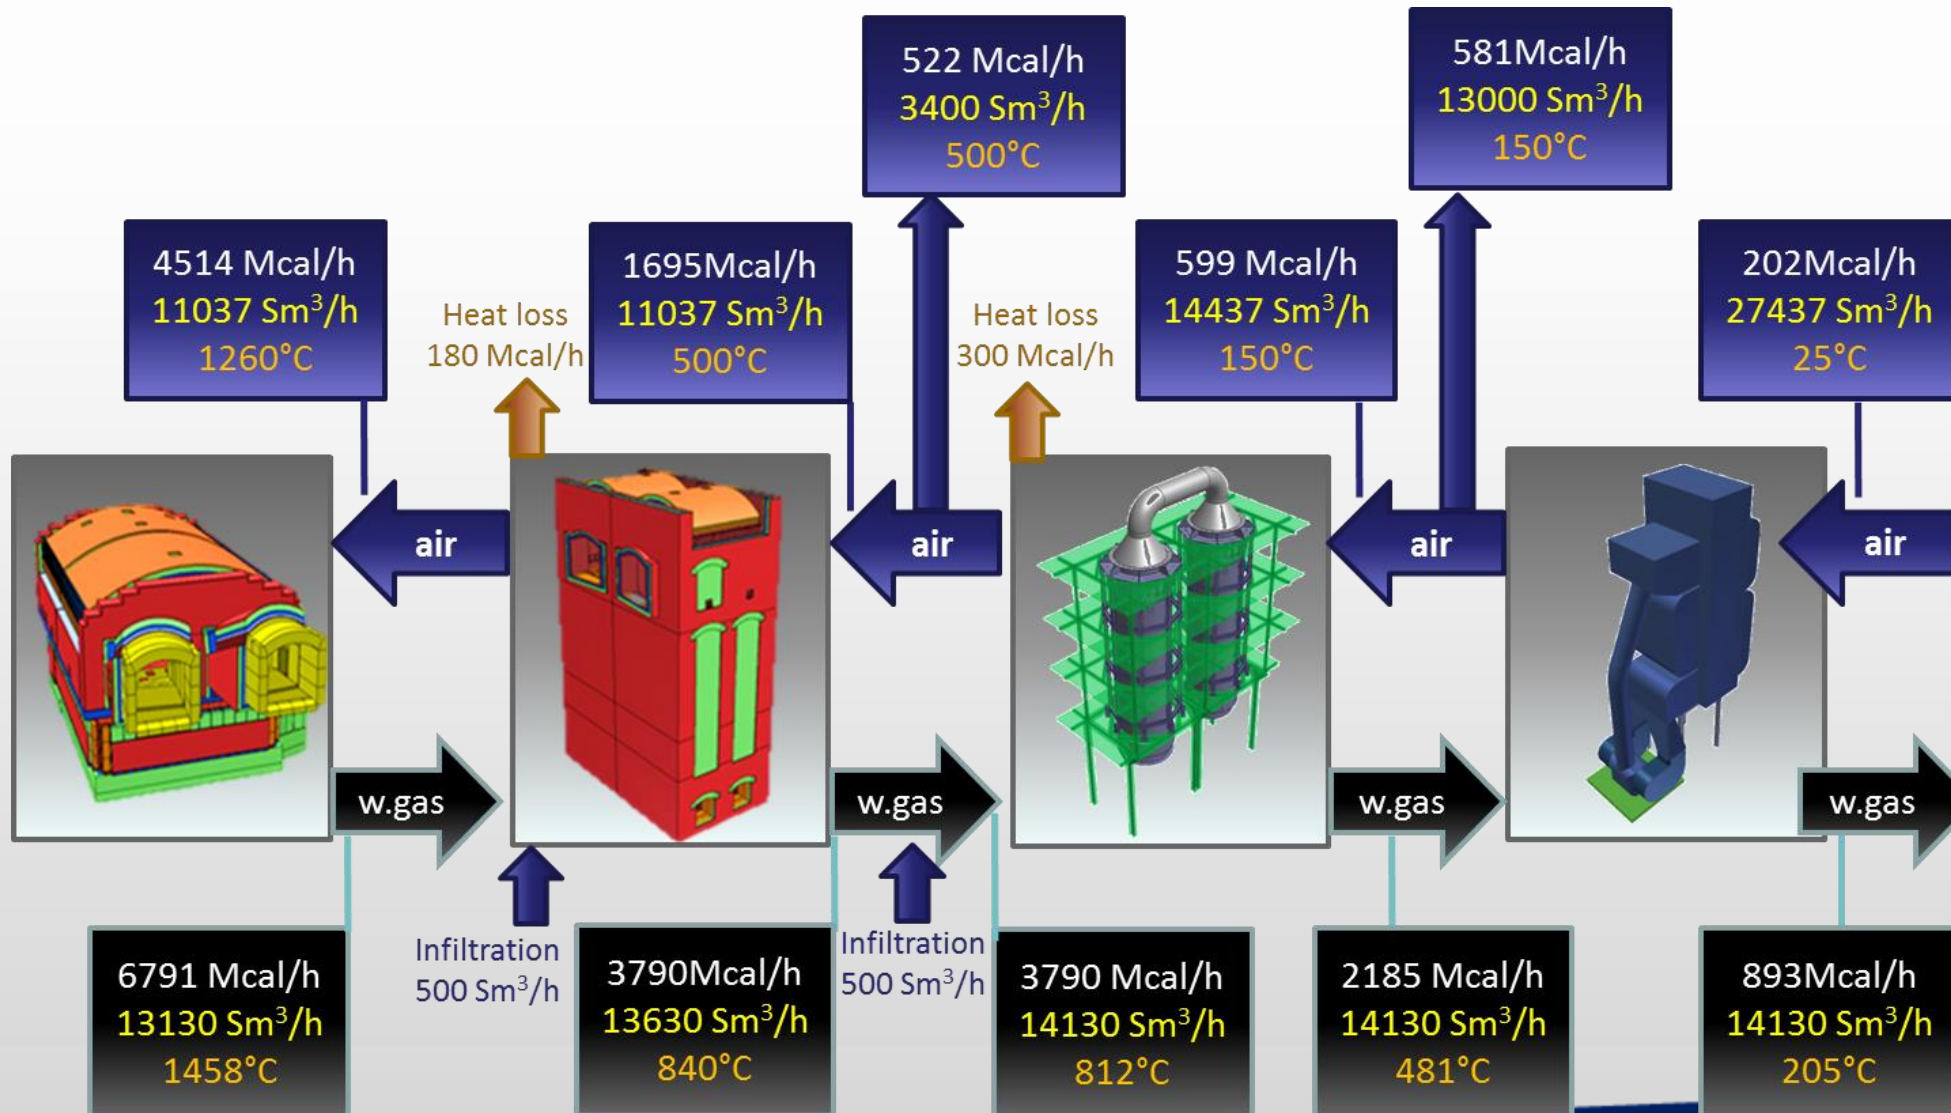 522 Mcal/h
3400 Sm³/h
500°C
581Mcal/h
13000 Sm³/h
150°C
4514 Mcal/h
11037 Sm³/h
1260°C
Heat loss
180 Mcal/h
1695Mcal/h
11037 Sm³/h
500°C
Heat loss
300 Mcal/h
599 Mcal/h
14437 Sm³/h
150°C
202Mcal/h
27437 Sm³/h
25°C
air
air
air
air
w.gas
w.gas
w.gas
w.gas
6791 Mcal/h
13130 Sm³/h
1458°C
Infiltration
500 Sm³/h
3790Mcal/h
13630 Sm³/h
840°C
Infiltration
500 Sm³/h
3790 Mcal/h
14130 Sm³/h
812°C
2185 Mcal/h
14130 Sm³/h
481°C
893Mcal/h
14130 Sm³/h
205°C